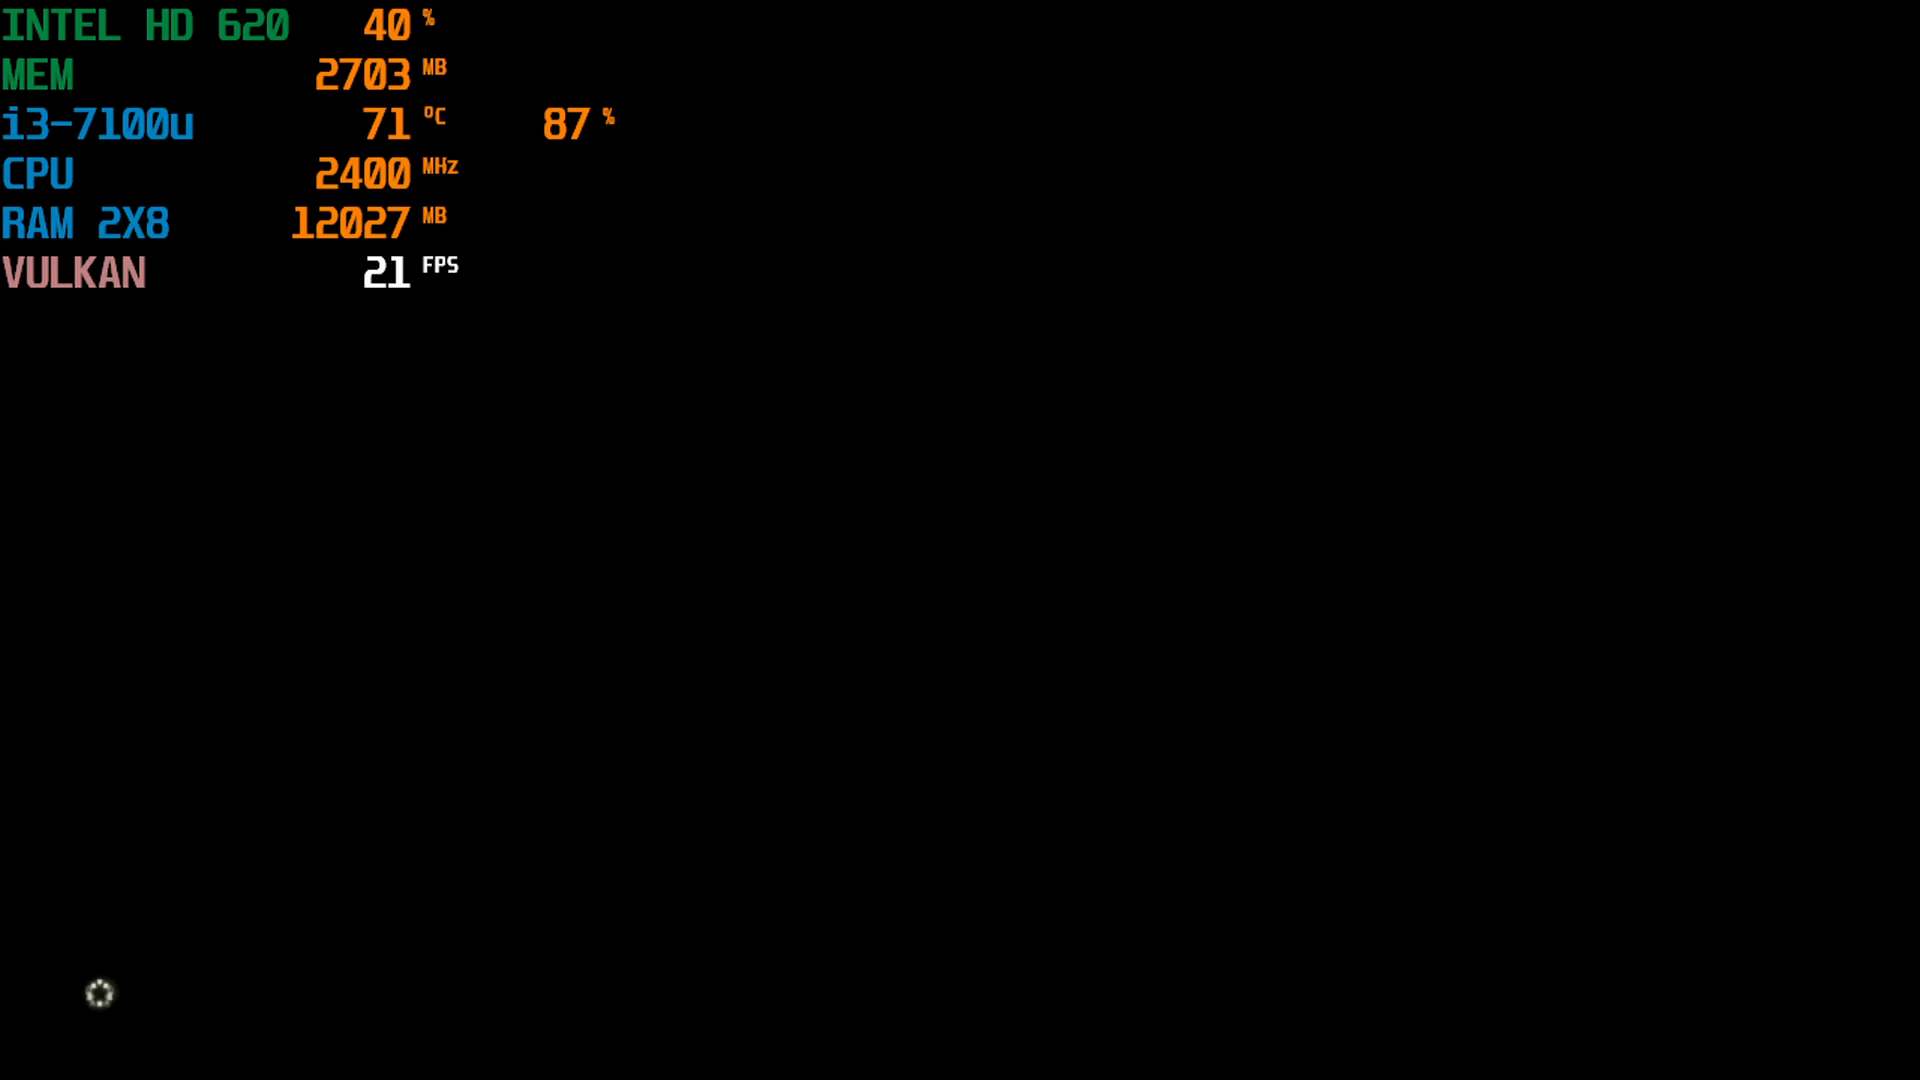 INTEL HD 620 40 %
MEM 2703 MB
i3-7100u 71 ºC 87 %
CPU 2400 MHz
RAM 2X8 12027 MB
VULKAN 21 FPS